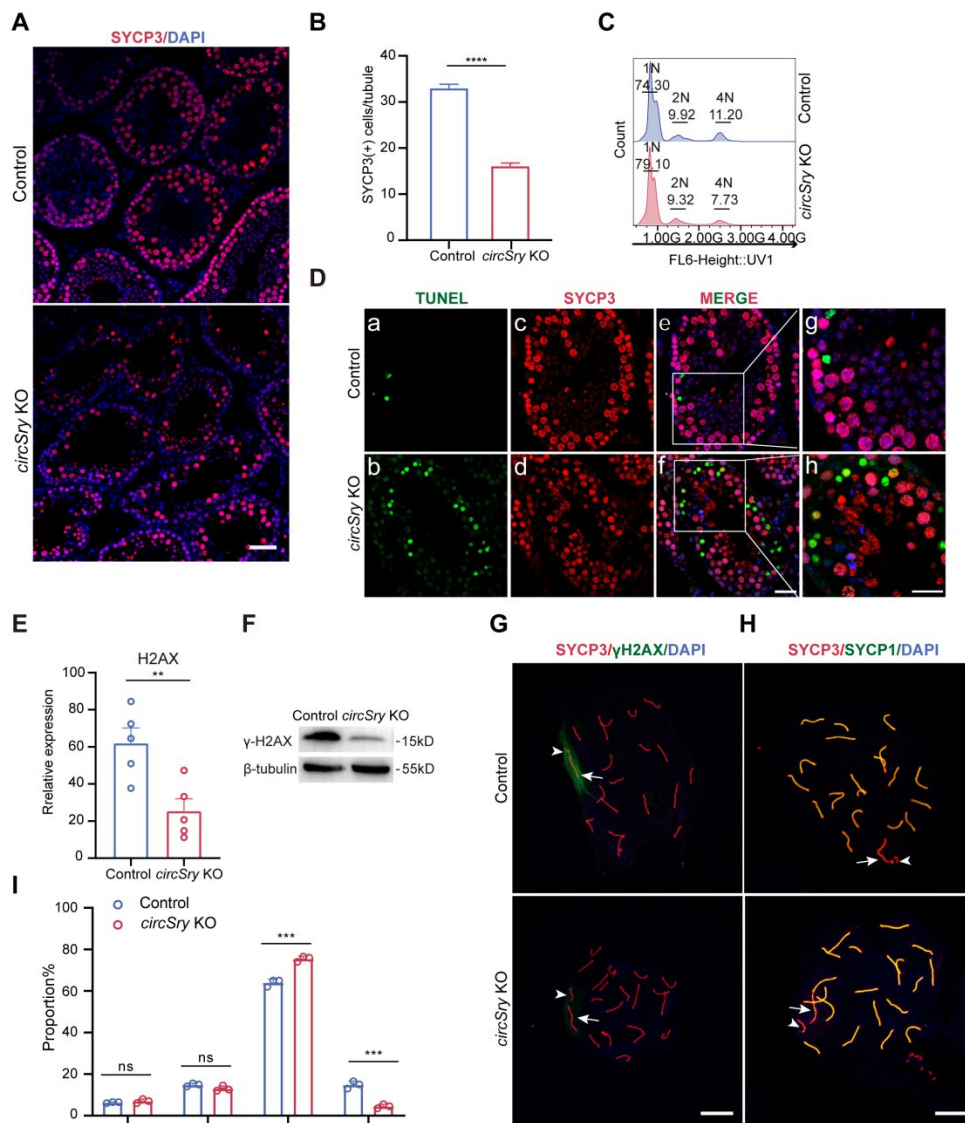 A
SYCP3/DAPI
Control
circSry KO
B
SYCP3(+) cells/tubule
40
30
20
10
0
****
Control circSry KO
C
Count
1N
74.30
2N
9.92
4N
11.20
Control
1N
79.10
2N
9.32
4N
7.73
circSry KO
1.00G 2.00G 3.00G 4.00G
FL6-Height::UV1
D
TUNEL SYCP3 MERGE
Control
a c e g
circSry KO
b d f h
E
H2AX
**
Rrelative expression
100
80
60
40
20
0
Control circSry KO
F
Control circSry KO
γ-H2AX -15kD
β-tubulin -55kD
G
SYCP3/γH2AX/DAPI
Control
circSry KO
H
SYCP3/SYCP1/DAPI
I
Proportion%
100
80
60
40
20
0
Control
circSry KO
ns
ns
***
***